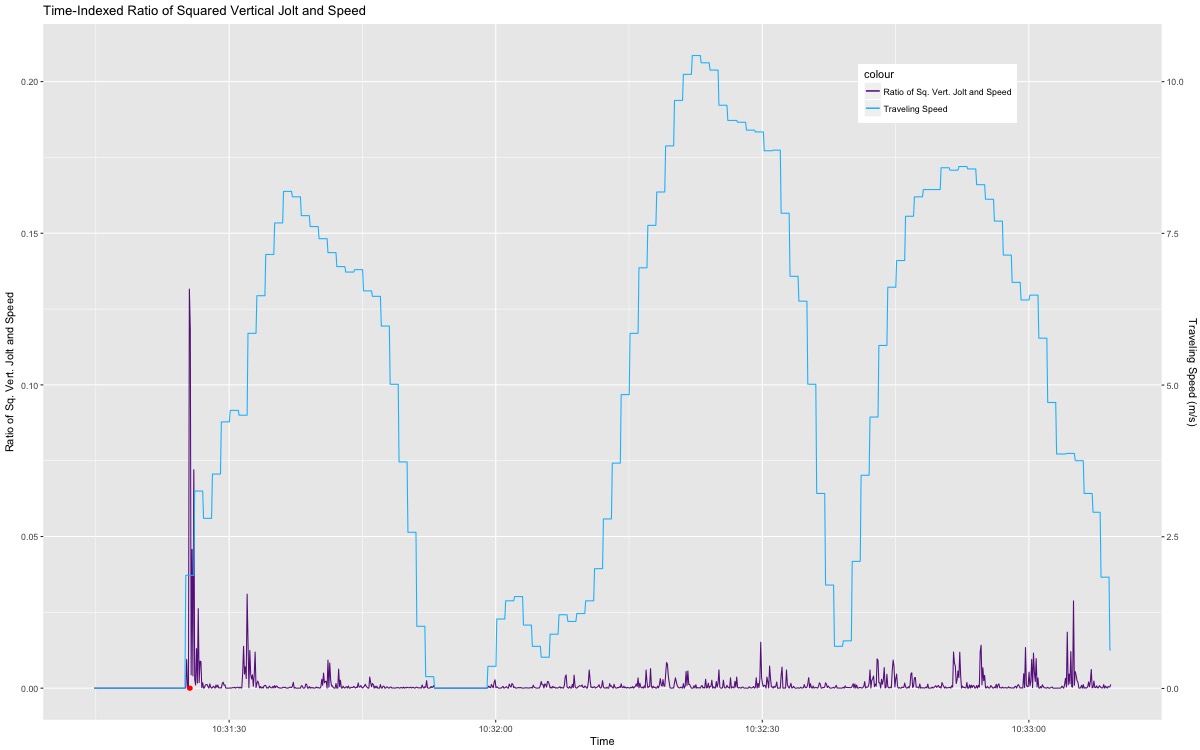 Time-Indexed Ratio of Squared Vertical Jolt and Speed
colour
Ratio of Sq. Vert. Jolt and Speed
Traveling Speed
Ratio of Sq. Vert. Jolt and Speed
0.20
0.15
0.10
0.05
0.00
10.0
7.5
5.0
2.5
0.0
Traveling Speed (m/s)
10:31:30
10:32:00
10:32:30
10:33:00
Time